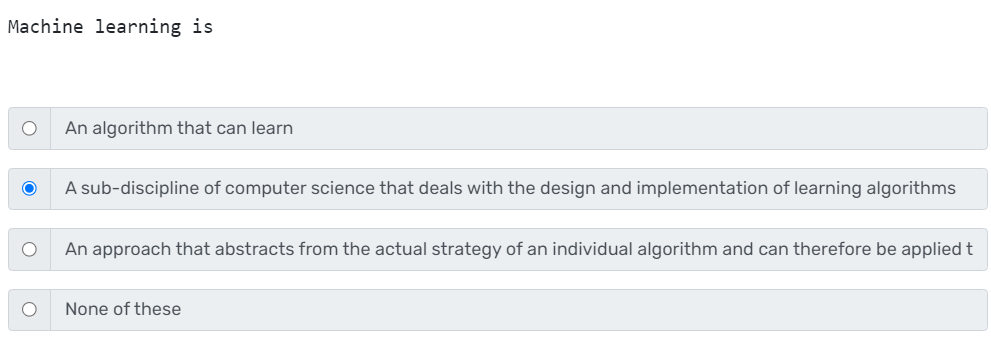 Machine learning is
An algorithm that can learn
A sub-discipline of computer science that deals with the design and implementation of learning algorithms
An approach that abstracts from the actual strategy of an individual algorithm and can therefore be applied t
None of these